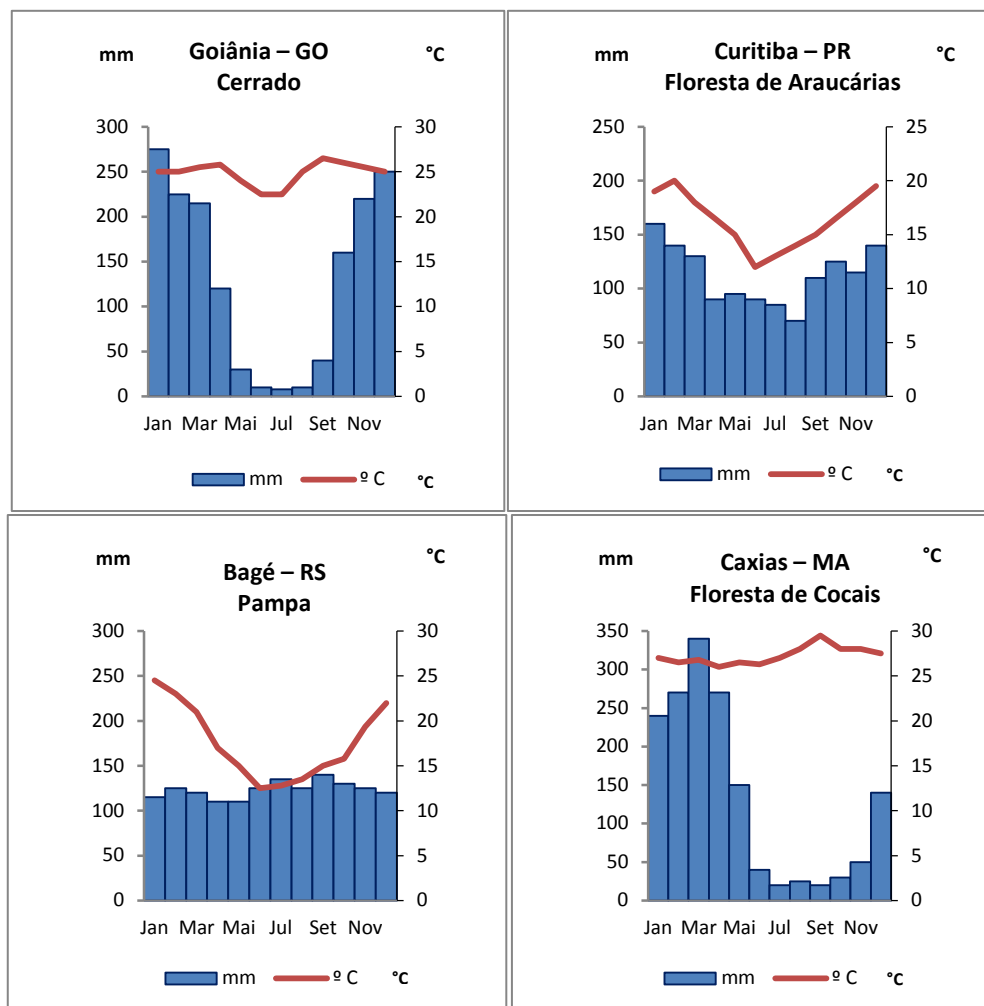 mm Goiânia – GO °C
Cerrado
300 30
250 25
200 20
150 15
100 10
50 5
0 0
Jan Mar Mai Jul Set Nov
mm º C °C
mm Curitiba – PR °C
Floresta de Araucárias
250 25
200 20
150 15
100 10
50 5
0 0
Jan Mar Mai Jul Set Nov
mm º C °C
mm Bagé – RS °C
Pampa
300 30
250 25
200 20
150 15
100 10
50 5
0 0
Jan Mar Mai Jul Set Nov
mm º C
mm Caxias – MA °C
Floresta de Cocais
350 30
300 25
250 20
200 15
150 10
100 5
50 0
0
Jan Mar Mai Jul Set Nov
mm º C